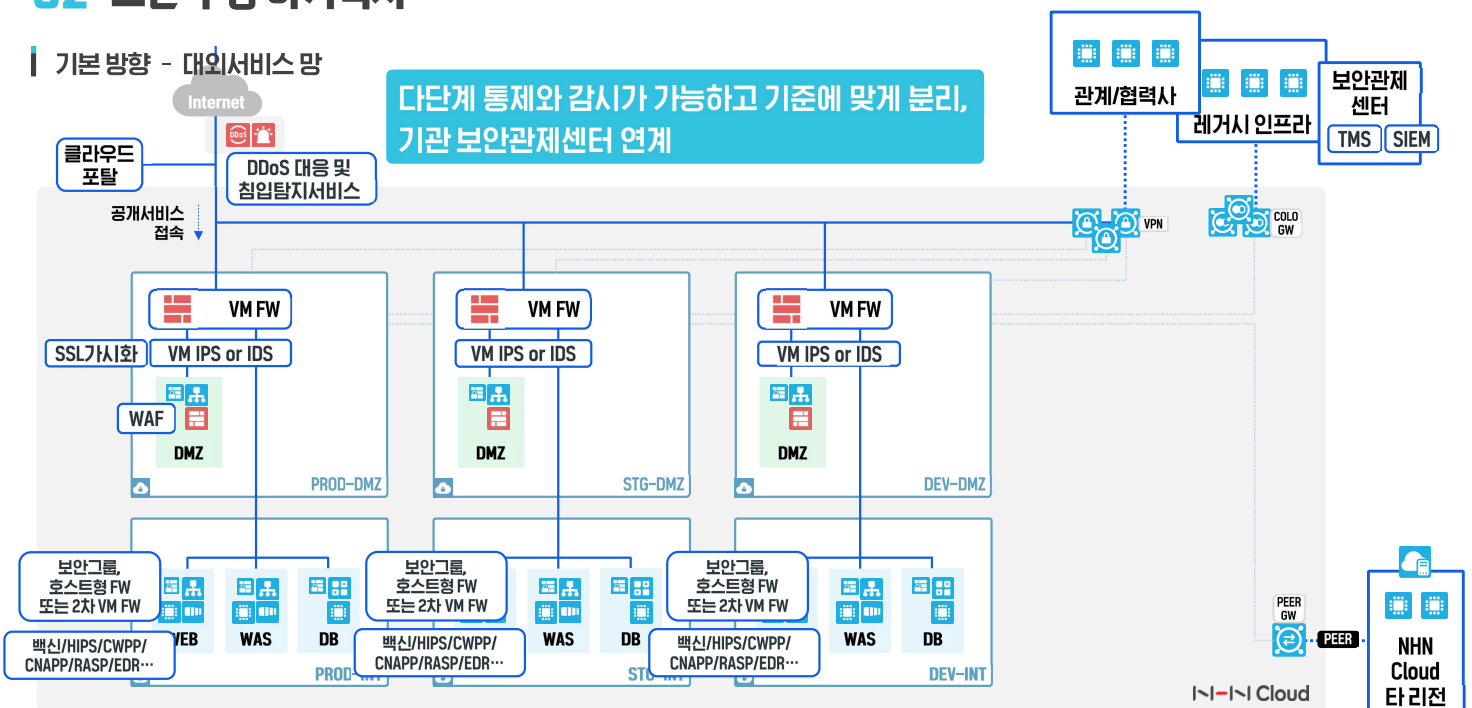 기본 방향 - 대외서비스 망
Internet
DDoS
클라우드
포탈
DDoS 대응 및
침입탐지서비스
다단계 통제와 감시가 가능하고 기준에 맞게 분리,
기관 보안관제센터 연계
관계/협력사
레거시 인프라
보안관제
센터
TMS
SIEM
공개서비스
접속
VPN
COLO
GW
VM FW
VM FW
VM FW
SSL가시화
VM IPS or IDS
VM IPS or IDS
VM IPS or IDS
WAF
DMZ
DMZ
DMZ
PROD-DMZ
STG-DMZ
DEV-DMZ
보안그룹,
호스트형 FW
또는 2차 VM FW
보안그룹,
호스트형 FW
또는 2차 VM FW
보안그룹,
호스트형 FW
또는 2차 VM FW
WEB
WAS
DB
WAS
DB
WAS
DB
백신/HIPS/CWPP/
CNAPP/RASP/EDR…
백신/HIPS/CWPP/
CNAPP/RASP/EDR…
백신/HIPS/CWPP/
CNAPP/RASP/EDR…
PROD-INT
STG-INT
DEV-INT
PEER
GW
PEER
NHN
Cloud
타 리전
NHN Cloud